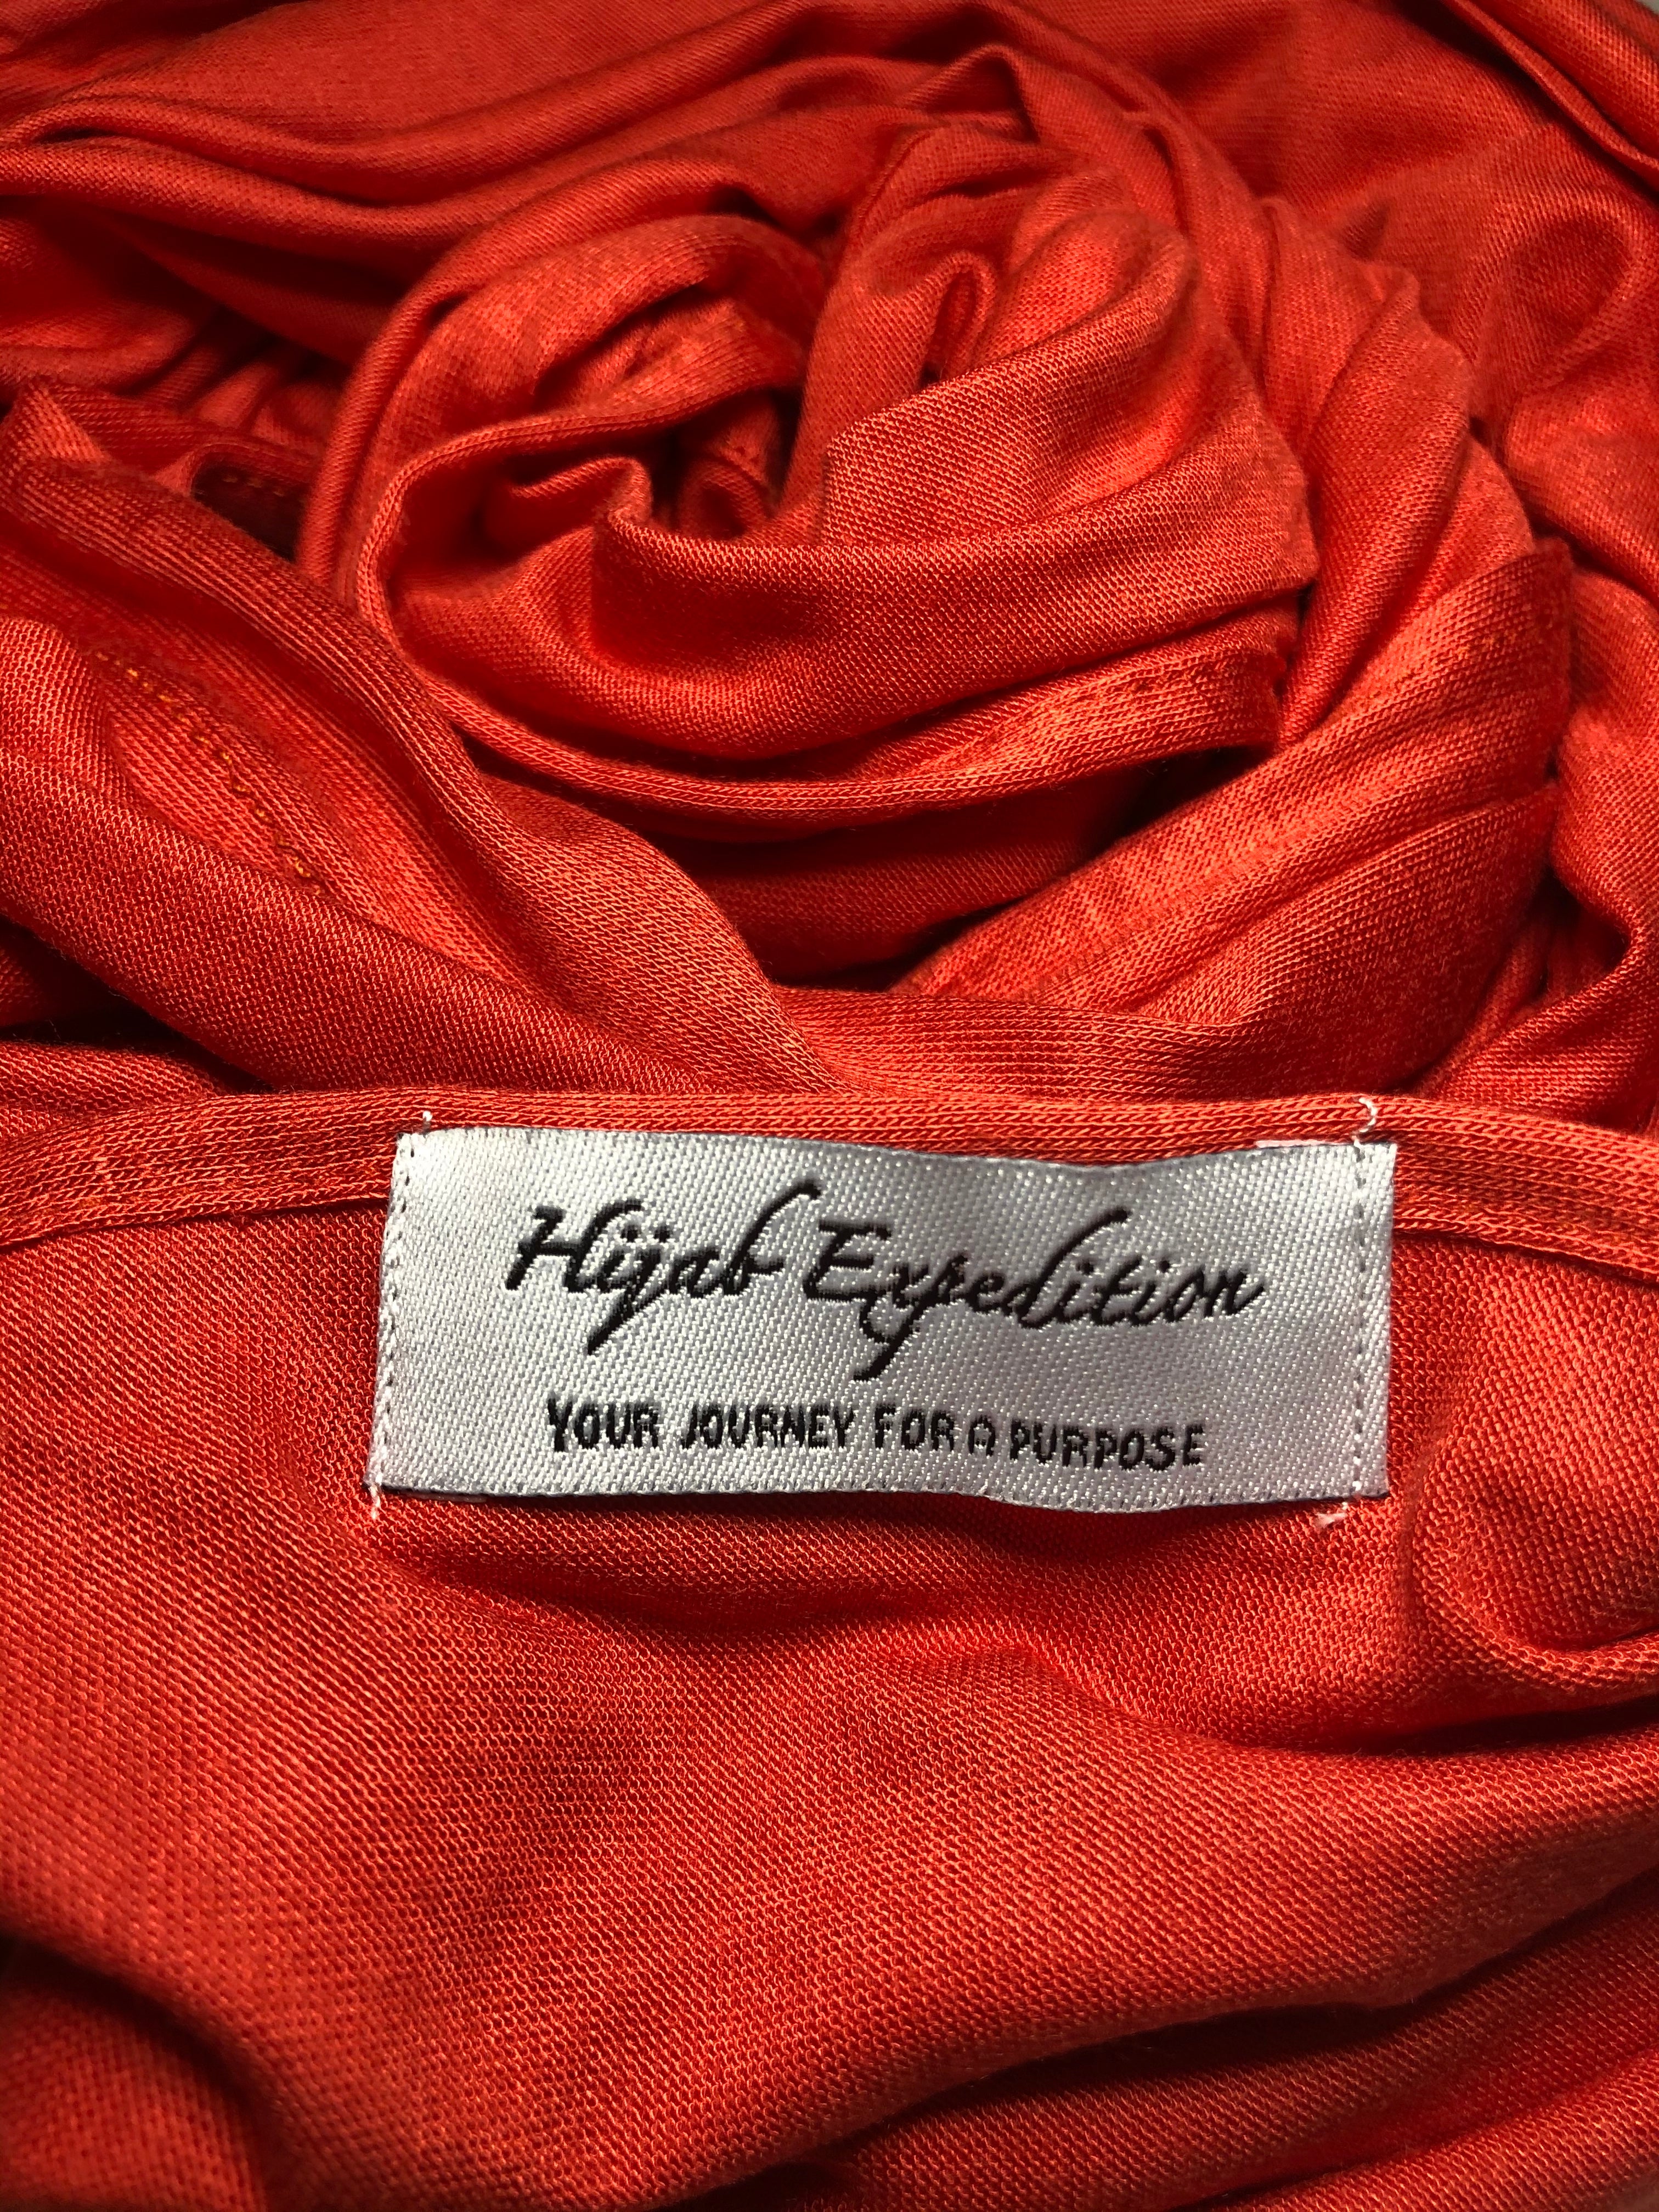 Hijab Expedition
YOUR JOURNEY FOR A PURPOSE